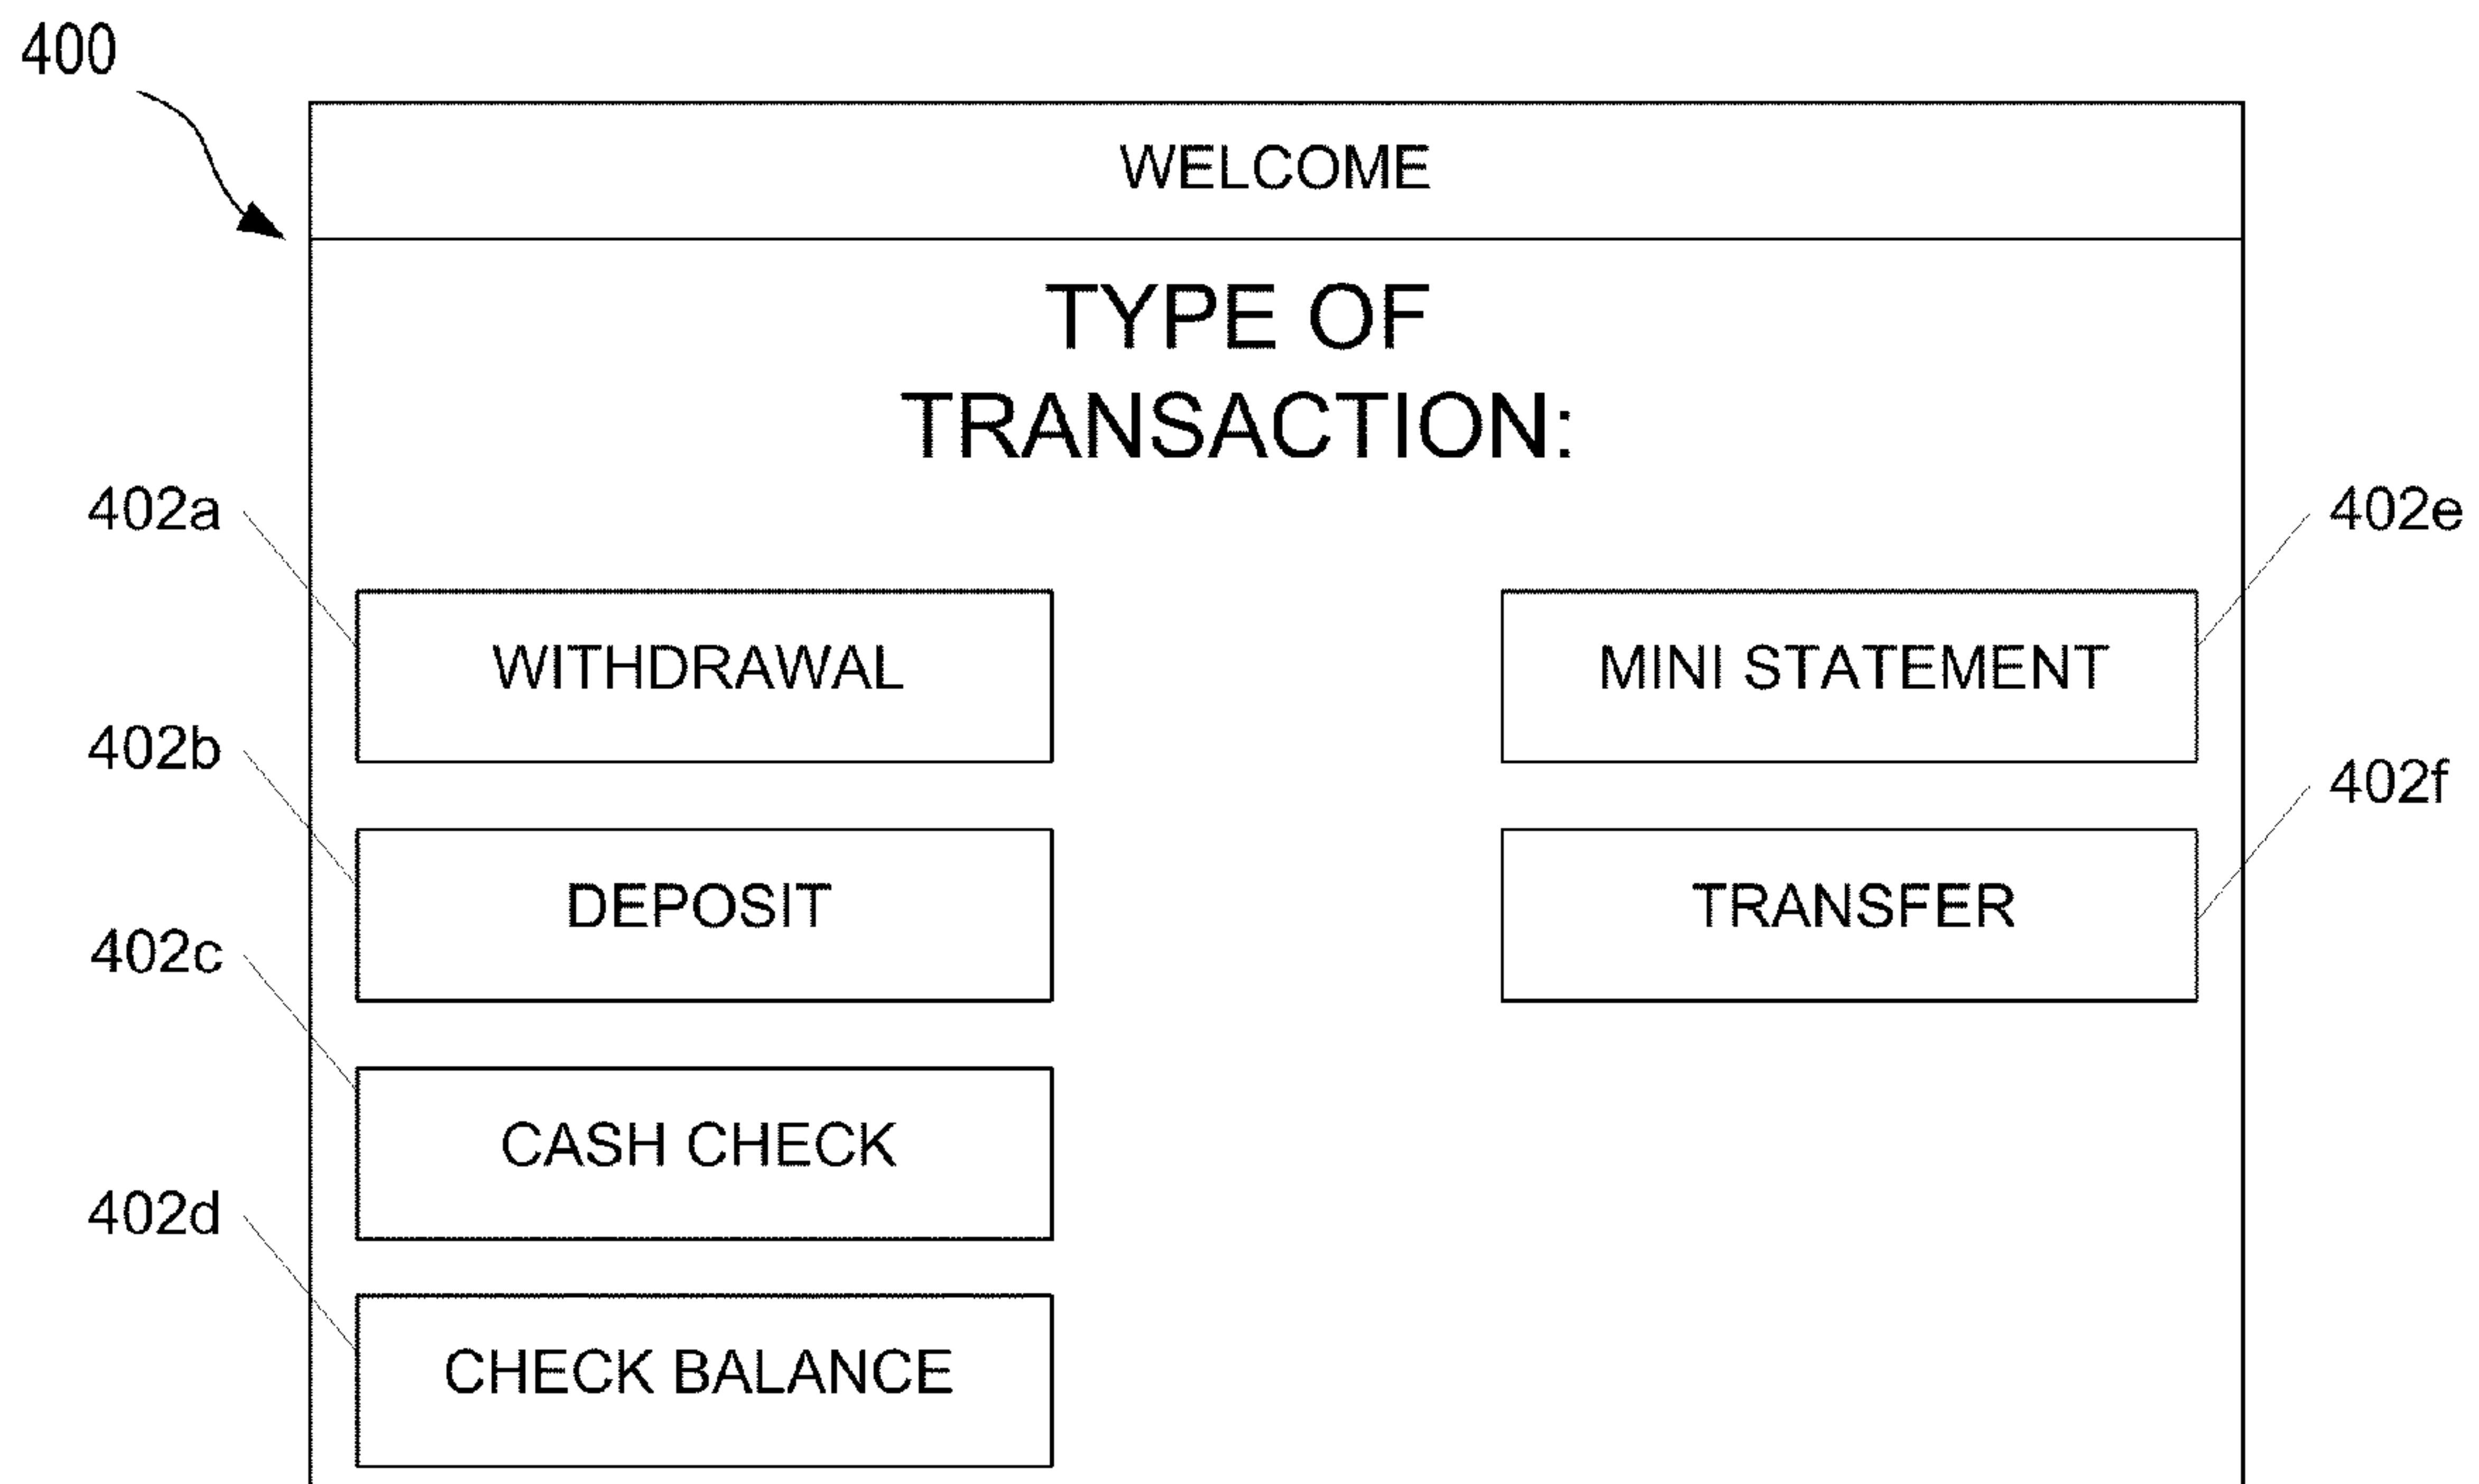 400
WELCOME
TYPE OF
TRANSACTION:
402a
402e
WITHDRAWAL
MINI STATEMENT
402b
402f
DEPOSIT
TRANSFER
402c
CASH CHECK
402d
CHECK BALANCE